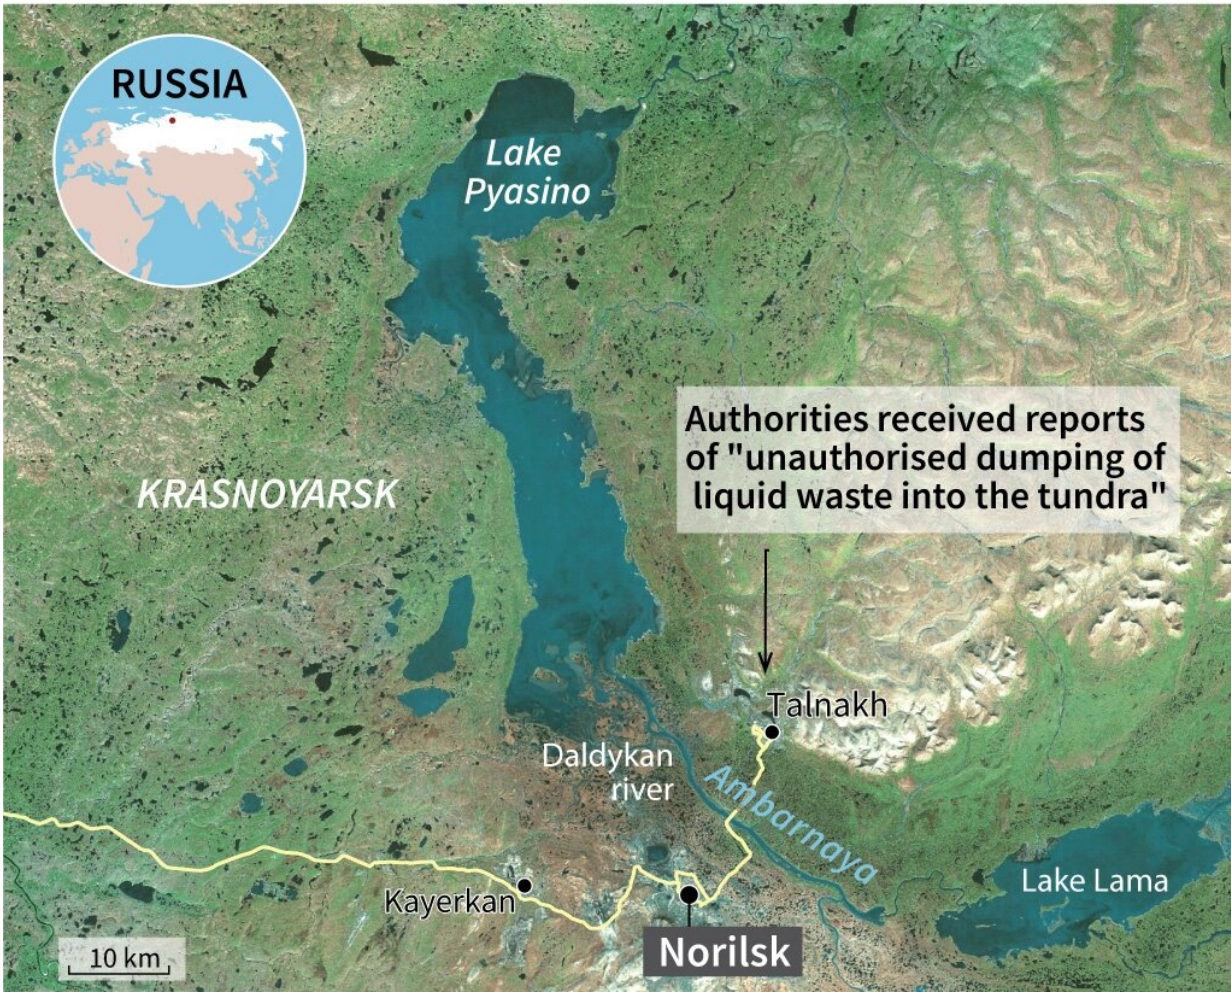 RUSSIA
Lake
Pyasino
Authorities received reports
of "unauthorised dumping of
liquid waste into the tundra"
KRASNOYARSK
Talnakh
Daldykan
river
Ambarnaya
Lake Lama
Kayerkan
Norilsk
10 km